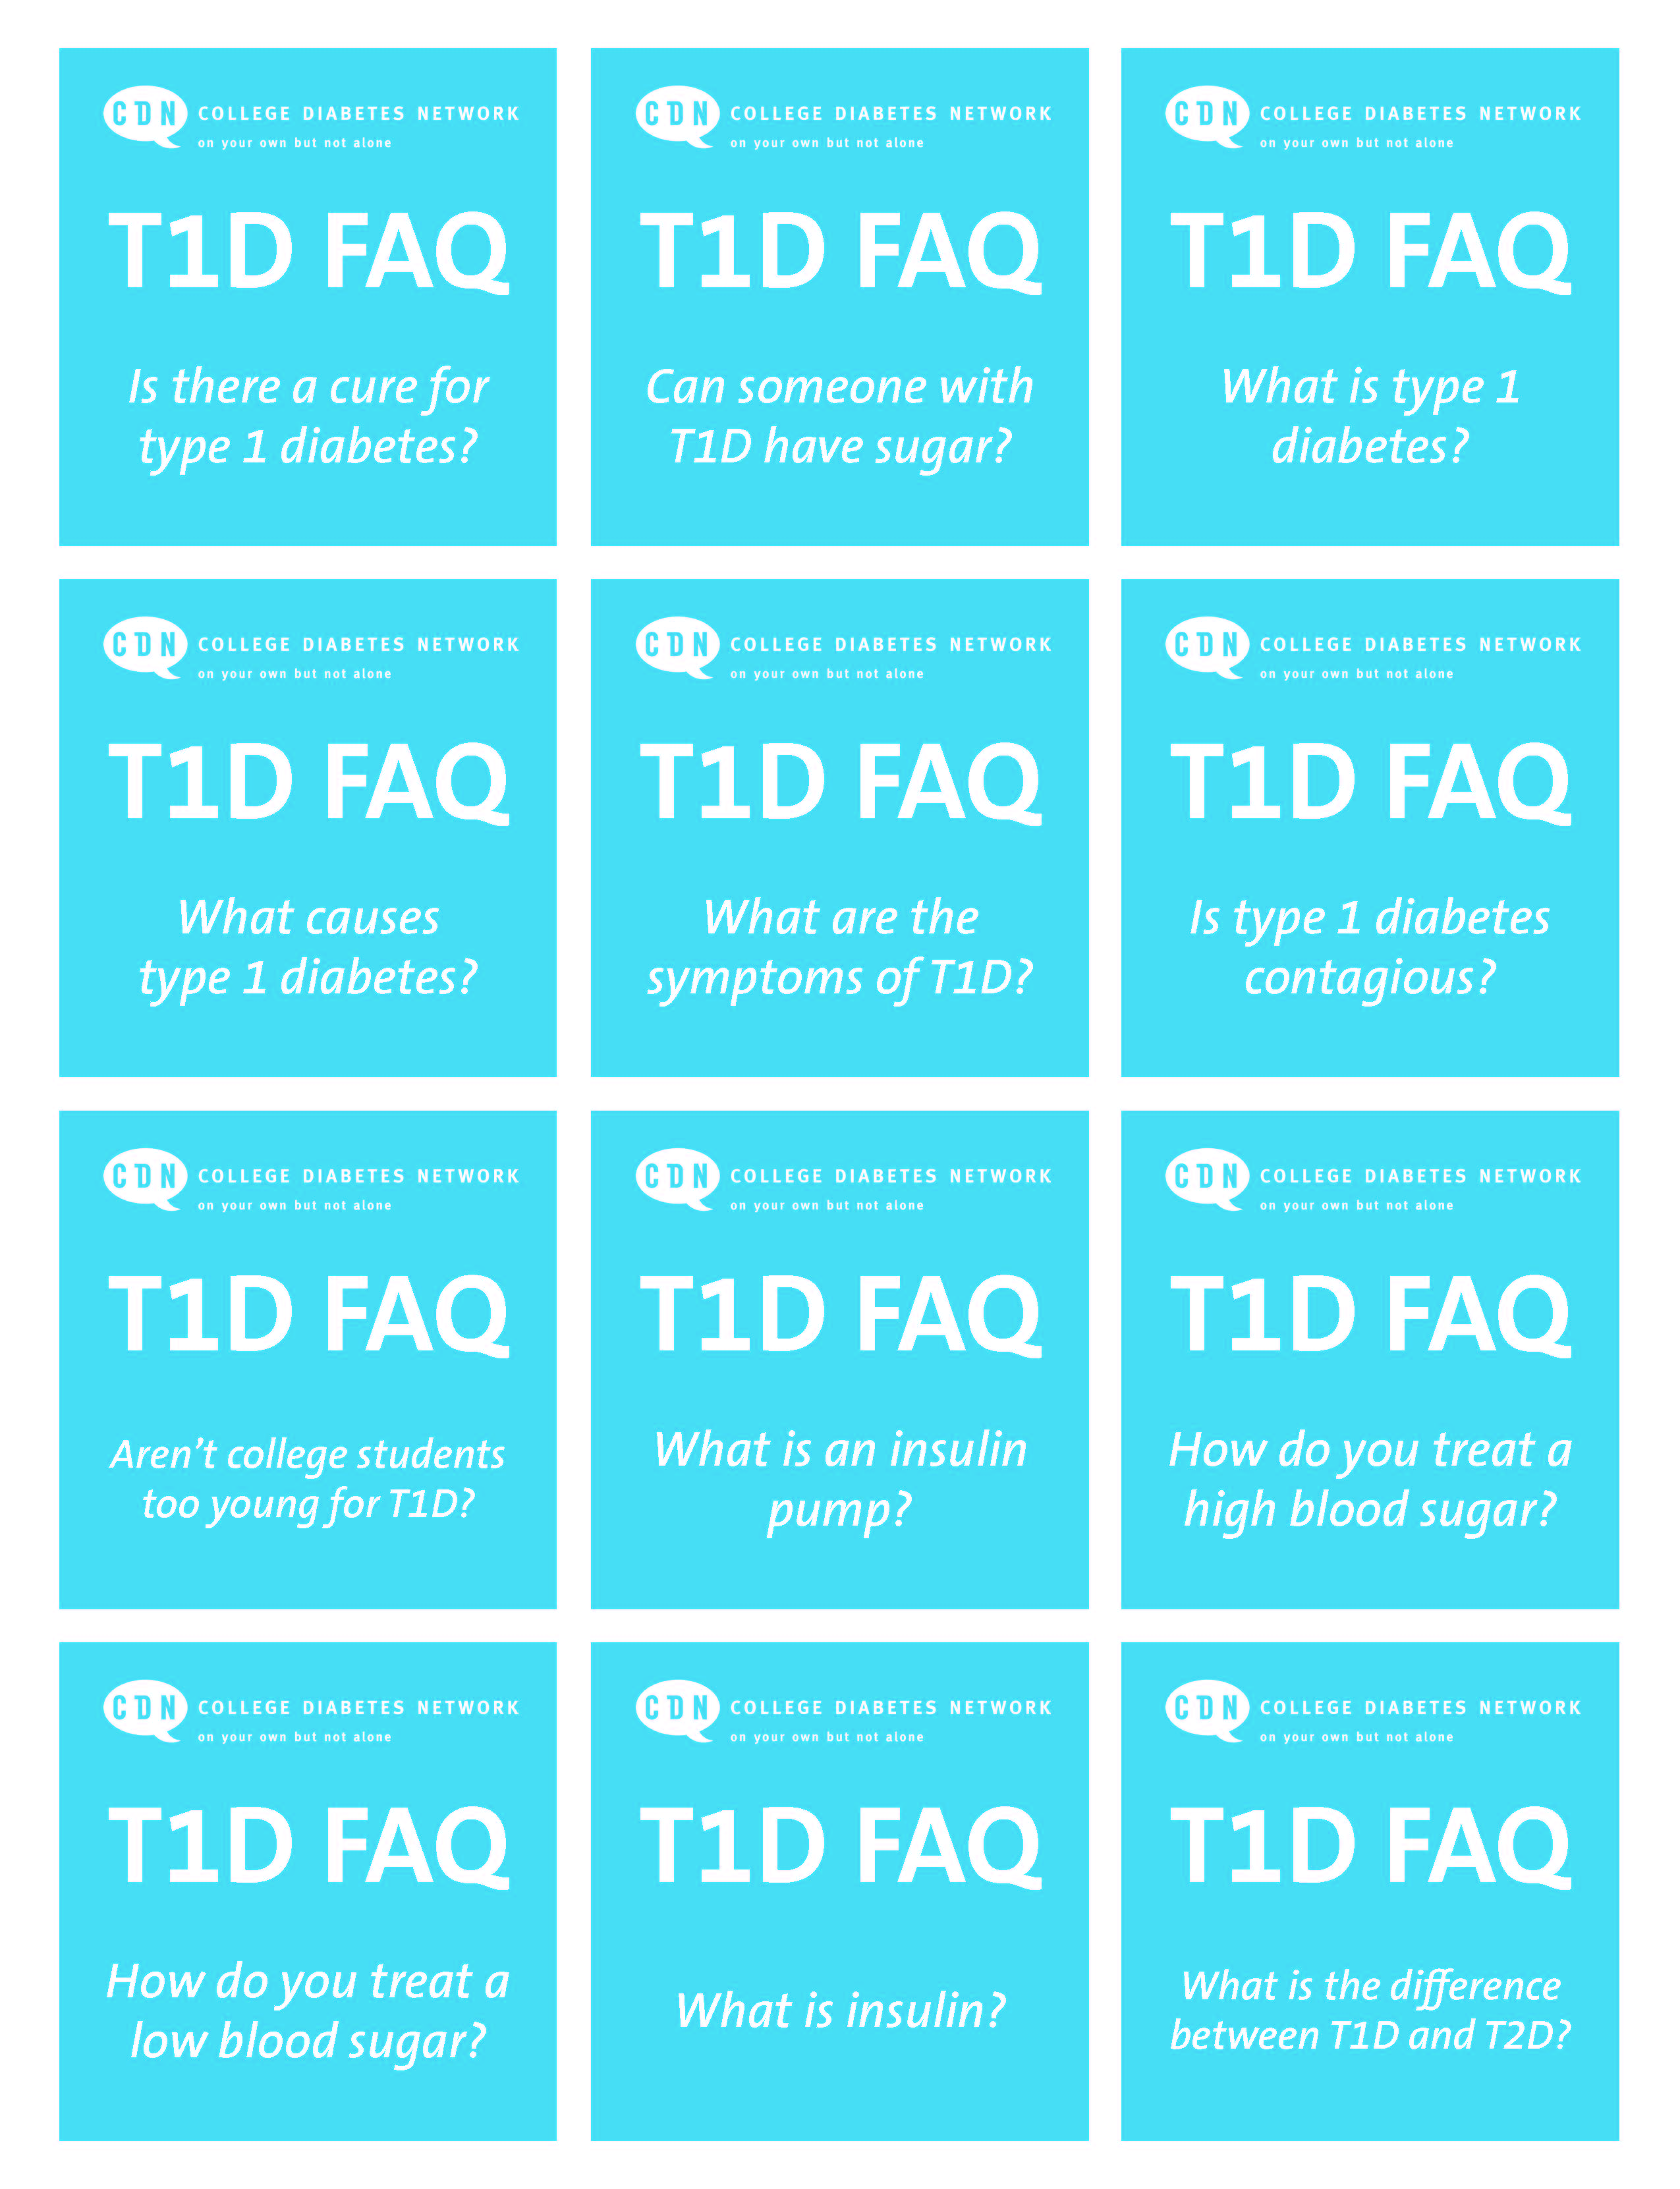 CDN COLLEGE DIABETES NETWORK
on your own but not alone
T1D FAQ
Is there a cure for
type 1 diabetes?
CDN COLLEGE DIABETES NETWORK
on your own but not alone
T1D FAQ
Can someone with
T1D have sugar?
CDN COLLEGE DIABETES NETWORK
on your own but not alone
T1D FAQ
What is type 1
diabetes?
CDN COLLEGE DIABETES NETWORK
on your own but not alone
T1D FAQ
What causes
type 1 diabetes?
CDN COLLEGE DIABETES NETWORK
on your own but not alone
T1D FAQ
What are the
symptoms of T1D?
CDN COLLEGE DIABETES NETWORK
on your own but not alone
T1D FAQ
Is type 1 diabetes
contagious?
CDN COLLEGE DIABETES NETWORK
on your own but not alone
T1D FAQ
Aren’t college students
too young for T1D?
CDN COLLEGE DIABETES NETWORK
on your own but not alone
T1D FAQ
What is an insulin
pump?
CDN COLLEGE DIABETES NETWORK
on your own but not alone
T1D FAQ
How do you treat a
high blood sugar?
CDN COLLEGE DIABETES NETWORK
on your own but not alone
T1D FAQ
How do you treat a
low blood sugar?
CDN COLLEGE DIABETES NETWORK
on your own but not alone
T1D FAQ
What is insulin?
CDN COLLEGE DIABETES NETWORK
on your own but not alone
T1D FAQ
What is the difference
between T1D and T2D?